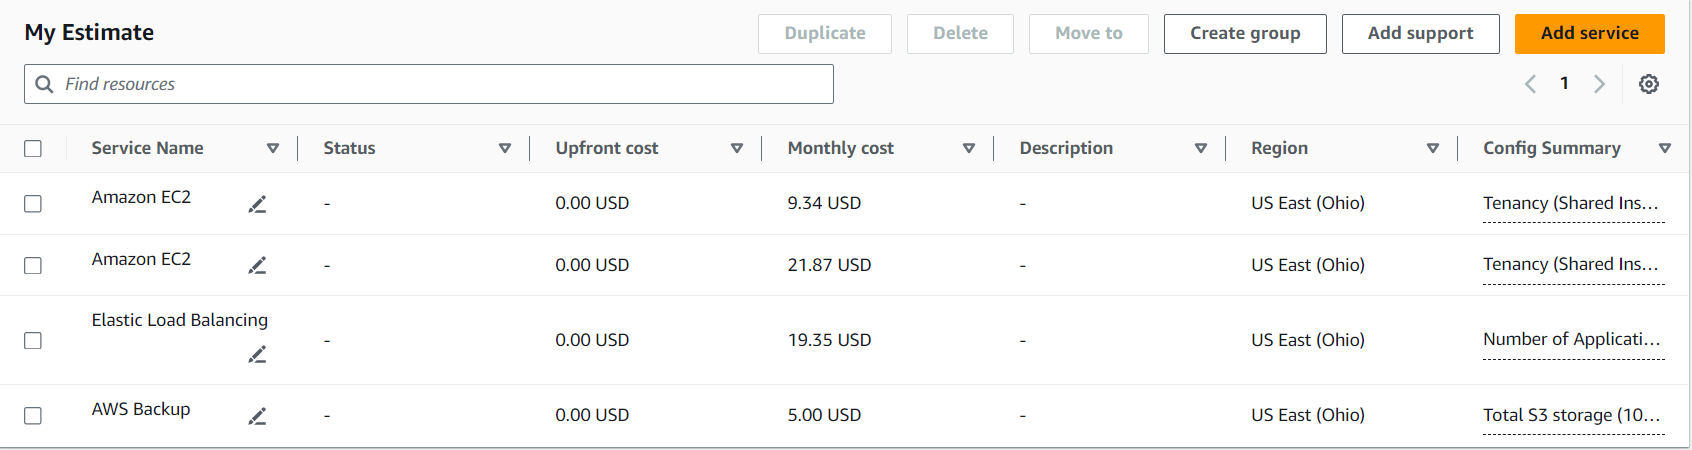 My Estimate
Duplicate
Delete
Move to
Create group
Add support
Add service
Find resources
1
Service Name Status Upfront cost Monthly cost Description Region Config Summary
Amazon EC2 - 0.00 USD 9.34 USD - US East (Ohio) Tenancy (Shared Ins...
Amazon EC2 - 0.00 USD 21.87 USD - US East (Ohio) Tenancy (Shared Ins...
Elastic Load Balancing - 0.00 USD 19.35 USD - US East (Ohio) Number of Applicati...
AWS Backup - 0.00 USD 5.00 USD - US East (Ohio) Total S3 storage (10...